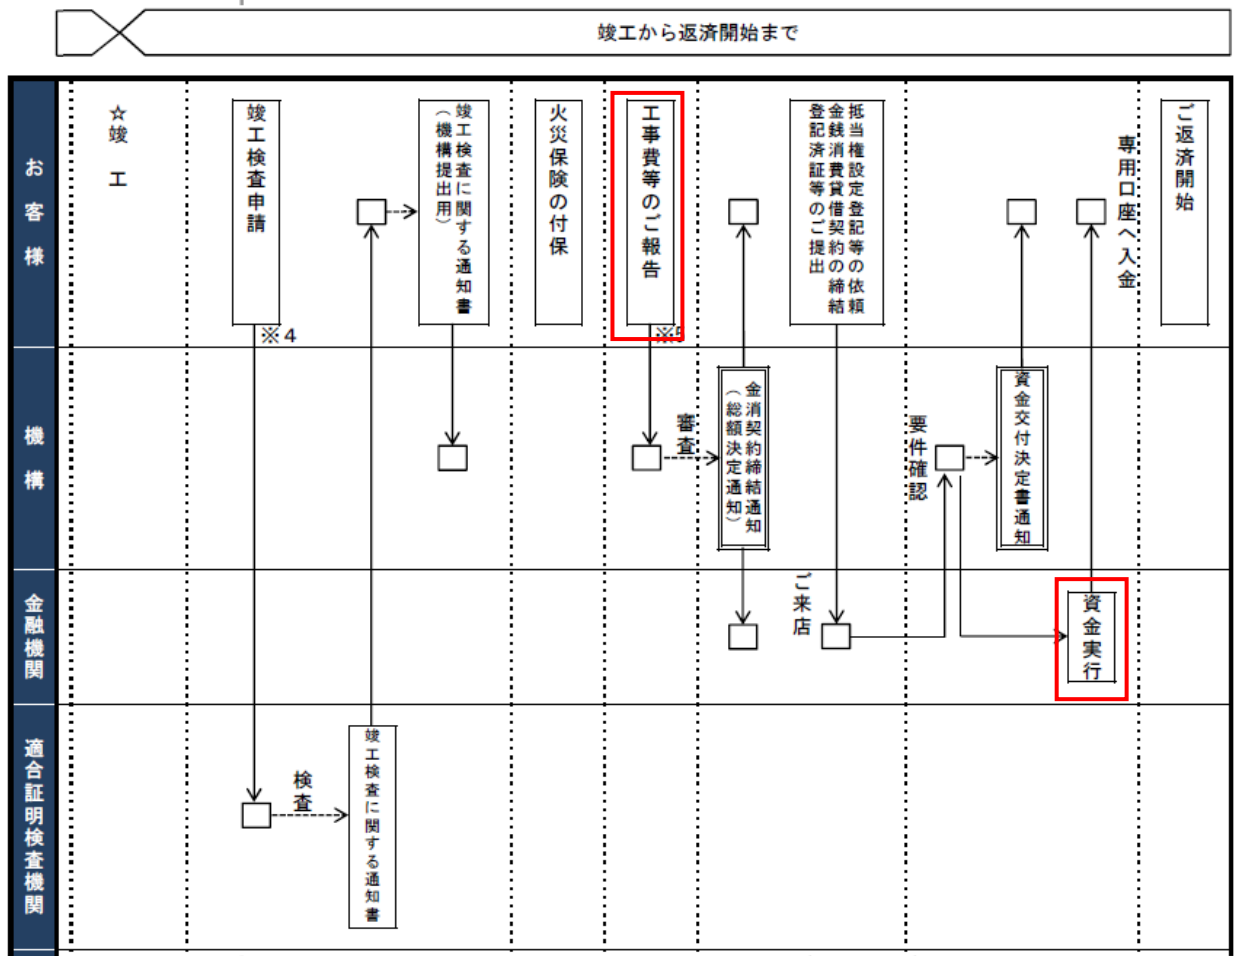 竣工から返済開始まで
お客様
☆竣工
竣工検査申請
※4
竣工検査に関する通知書
（機構提出用）
火災保険の付保
工事費等のご報告
※5
抵当権設定登記等の依頼
金銭消費貸借契約の締結
登記済証等のご提出
専用口座へ入金
ご返済開始
機構
審査
金消契約締結通知
（総額決定通知）
要件確認
資金交付決定書通知
金融機関
ご来店
資金実行
適合証明検査機関
検査
竣工検査に関する通知書